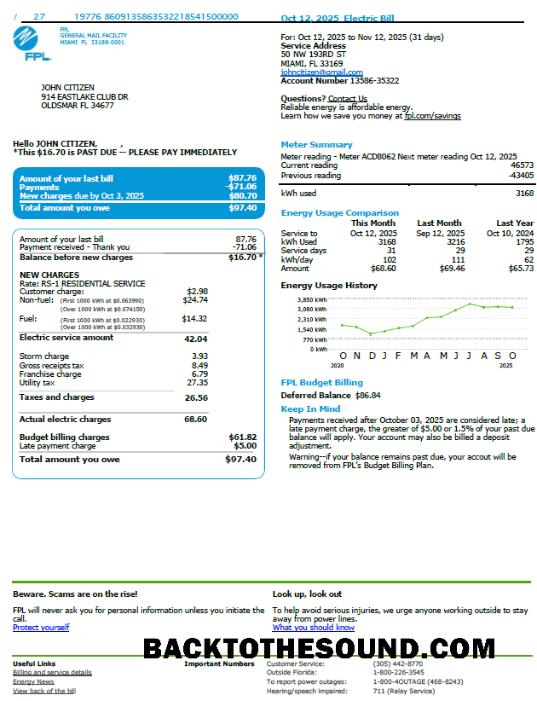 / 27 19776 8609135863532218541500000
FPL
GENERAL MAIL FACILITY
MIAMI FL 33188-0001
FPL.
JOHN CITIZEN
914 EASTLAKE CLUB DR
OLDSMAR FL 34677
Hello JOHN CITIZEN, ,
*This $16.70 is PAST DUE -- PLEASE PAY IMMEDIATELY
Amount of your last bill $87.76
Payments -$71.06
New charges due by Oct 3, 2025 $80.70
Total amount you owe $97.40
Amount of your last bill 87.76
Payment received - Thank you -71.06
Balance before new charges $16.70 *
NEW CHARGES
Rate: RS-1 RESIDENTIAL SERVICE
Customer charge: $2.98
Non-fuel: (First 1000 kWh at $0.063990) $24.74
(Over 1000 kWh at $0.074150)
Fuel: (First 1000 kWh at $0.022930) $14.32
(Over 1000 kWh at $0.032930)
Electric service amount 42.04
Storm charge 3.93
Gross receipts tax 8.49
Franchise charge 6.79
Utility tax 27.35
Taxes and charges 26.56
Actual electric charges 68.60
Budget billing charges $61.82
Late payment charge $5.00
Total amount you owe $97.40
Oct 12, 2025 Electric Bill
For: Oct 12, 2025 to Nov 12, 2025 (31 days)
Service Address
50 NW 193RD ST
MIAMI, FL 33169
johncitizen@gmail.com
Account Number 13586-35322
Questions? Contact Us
Reliable energy is affordable energy.
Learn how we save you money at fpl.com/savings
Meter Summary
Meter reading - Meter ACD8062 Next meter reading Oct 12, 2025
Current reading 46573
Previous reading -43405
kWh used 3168
Energy Usage Comparison
This Month Last Month Last Year
Service to Oct 12, 2025 Sep 12, 2025 Oct 10, 2024
kWh Used 3168 3216 1795
Service days 31 29 29
kWh/day 102 111 62
Amount $68.60 $69.46 $65.73
Energy Usage History
3,850 kWh
3,080 kWh
2,310 kWh
1,540 kWh
770 kWh
0 kWh
O N D J F M A M J J A S O
2020 2025
FPL Budget Billing
Deferred Balance $86.84
Keep In Mind
Payments received after October 03, 2025 are considered late; a
late payment charge, the greater of $5.00 or 1.5% of your past due
balance will apply. Your account may also be billed a deposit
adjustment.
Warning--if your balance remains past due, your accout will be
removed from FPL's Budget Billing Plan.
Beware. Scams are on the rise!
FPL will never ask you for personal information unless you initiate the
call.
Protect yourself
Look up, look out
To help avoid serious injuries, we urge anyone working outside to stay
away from power lines.
What you should know
BACKTOTHESOUND.COM
Useful Links
Billing and service details
Energy News
View back of the bill
Important Numbers
Customer Service: (305) 442-8770
Outside Florida: 1-800-226-3545
To report power outages: 1-800-4OUTAGE (468-8243)
Hearing/speech impaired: 711 (Relay Service)